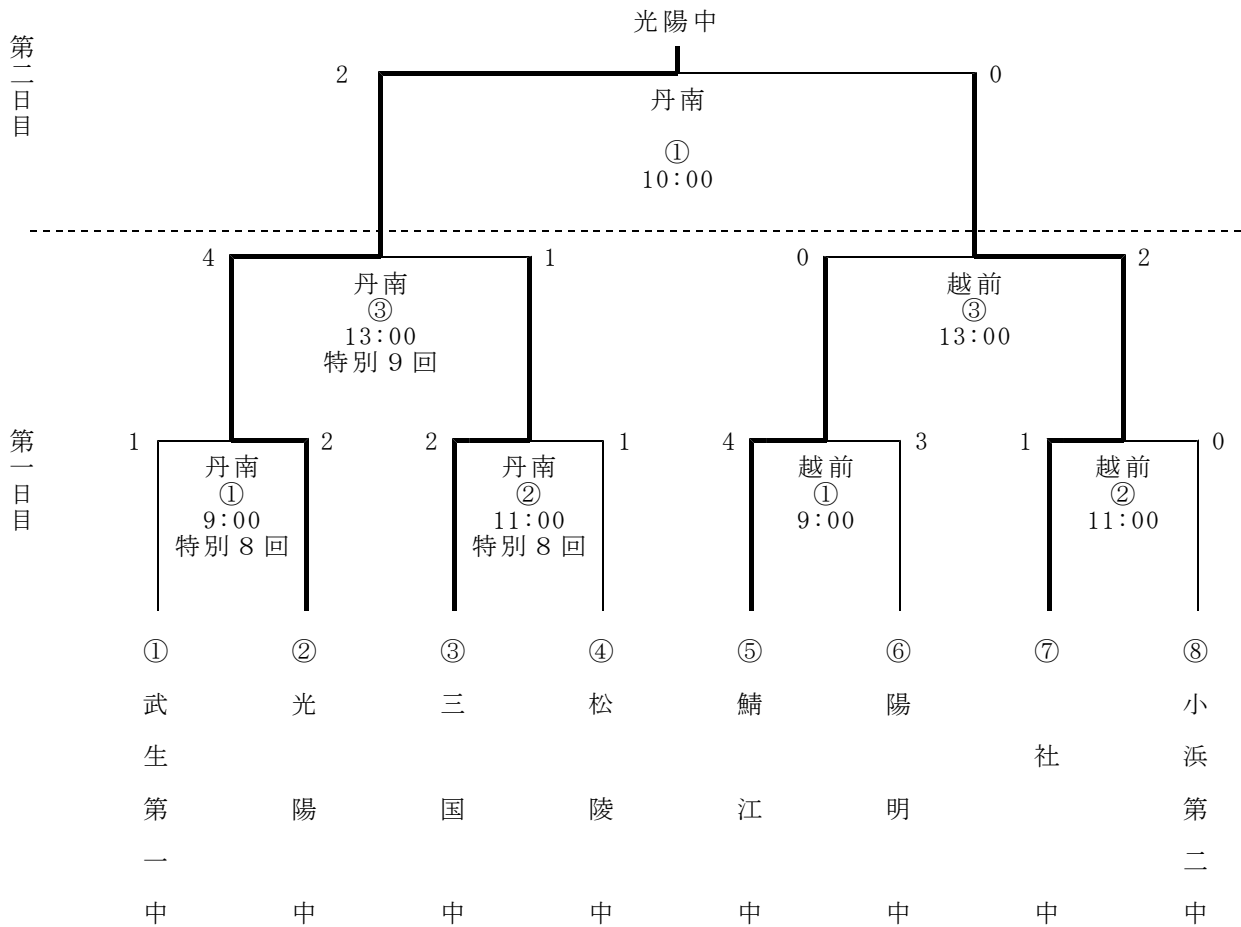 光陽中
第二日目
2
0
丹南
①
10:00
4
1
0
2
丹南
③
13:00
特別9回
越前
③
13:00
第一日目
1
2
2
1
4
3
1
0
丹南
①
9:00
特別8回
丹南
②
11:00
特別8回
越前
①
9:00
越前
②
11:00
①
武生第一中
②
光陽中
③
三国中
④
松陵中
⑤
鯖江中
⑥
陽明中
⑦
社中
⑧
小浜第二中